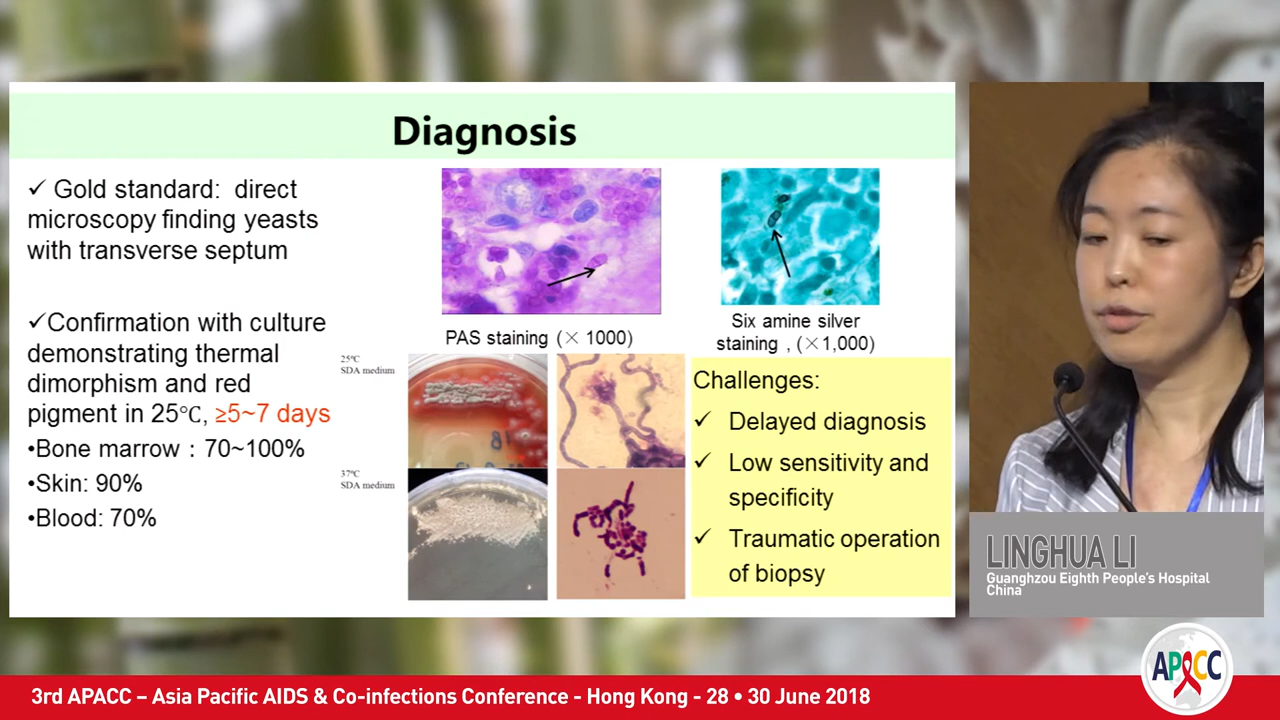 Diagnosis
✓ Gold standard: direct
microscopy finding yeasts
with transverse septum
✓Confirmation with culture
demonstrating thermal
dimorphism and red
pigment in 25℃, ≥5~7 days
•Bone marrow：70~100%
•Skin: 90%
•Blood: 70%
PAS staining (× 1000)
Six amine silver
staining , (×1,000)
25℃
SDA medium
37℃
SDA medium
Challenges:
✓ Delayed diagnosis
✓ Low sensitivity and
specificity
✓ Traumatic operation
of biopsy
LINGHUA LI
Guanghzou Eighth People's Hospital
China
APACC
3rd APACC – Asia Pacific AIDS & Co-infections Conference - Hong Kong - 28 • 30 June 2018